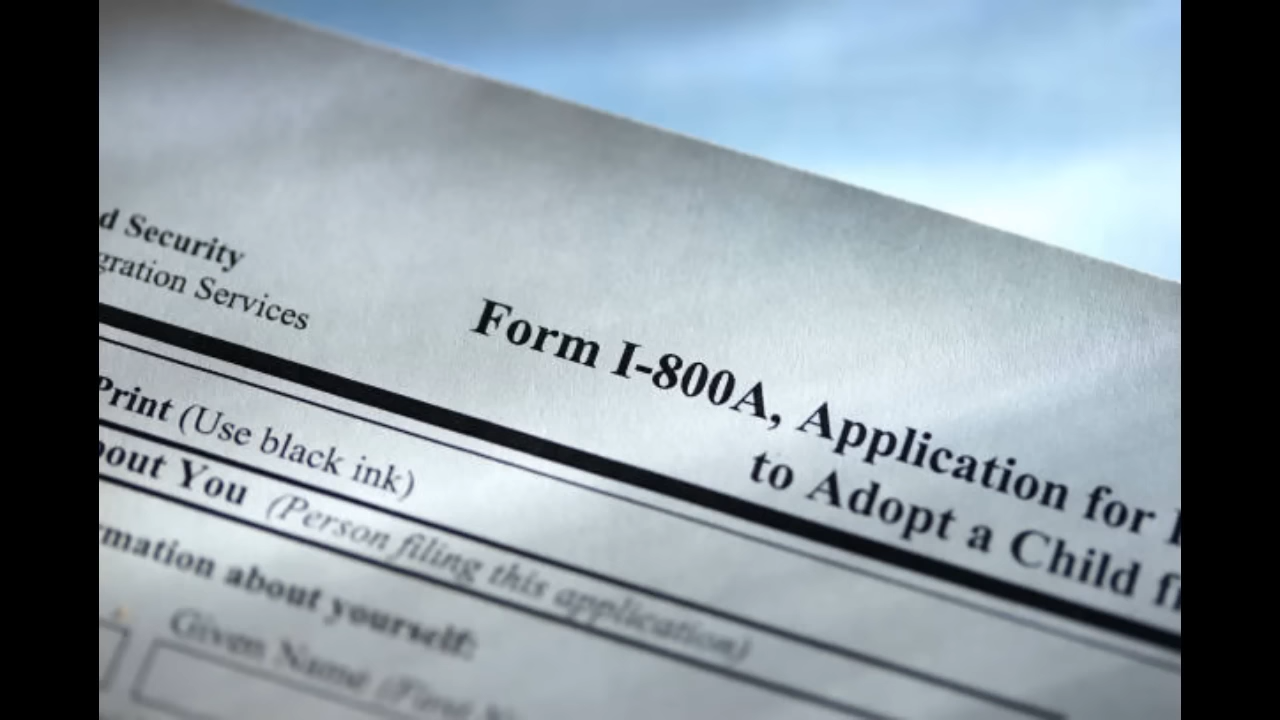 d Security
gration Services
Form I-800A, Application for
to Adopt a Child f
Print (Use black ink)
out You (Person filing this application)
mation about yourself:
Given Name (First N